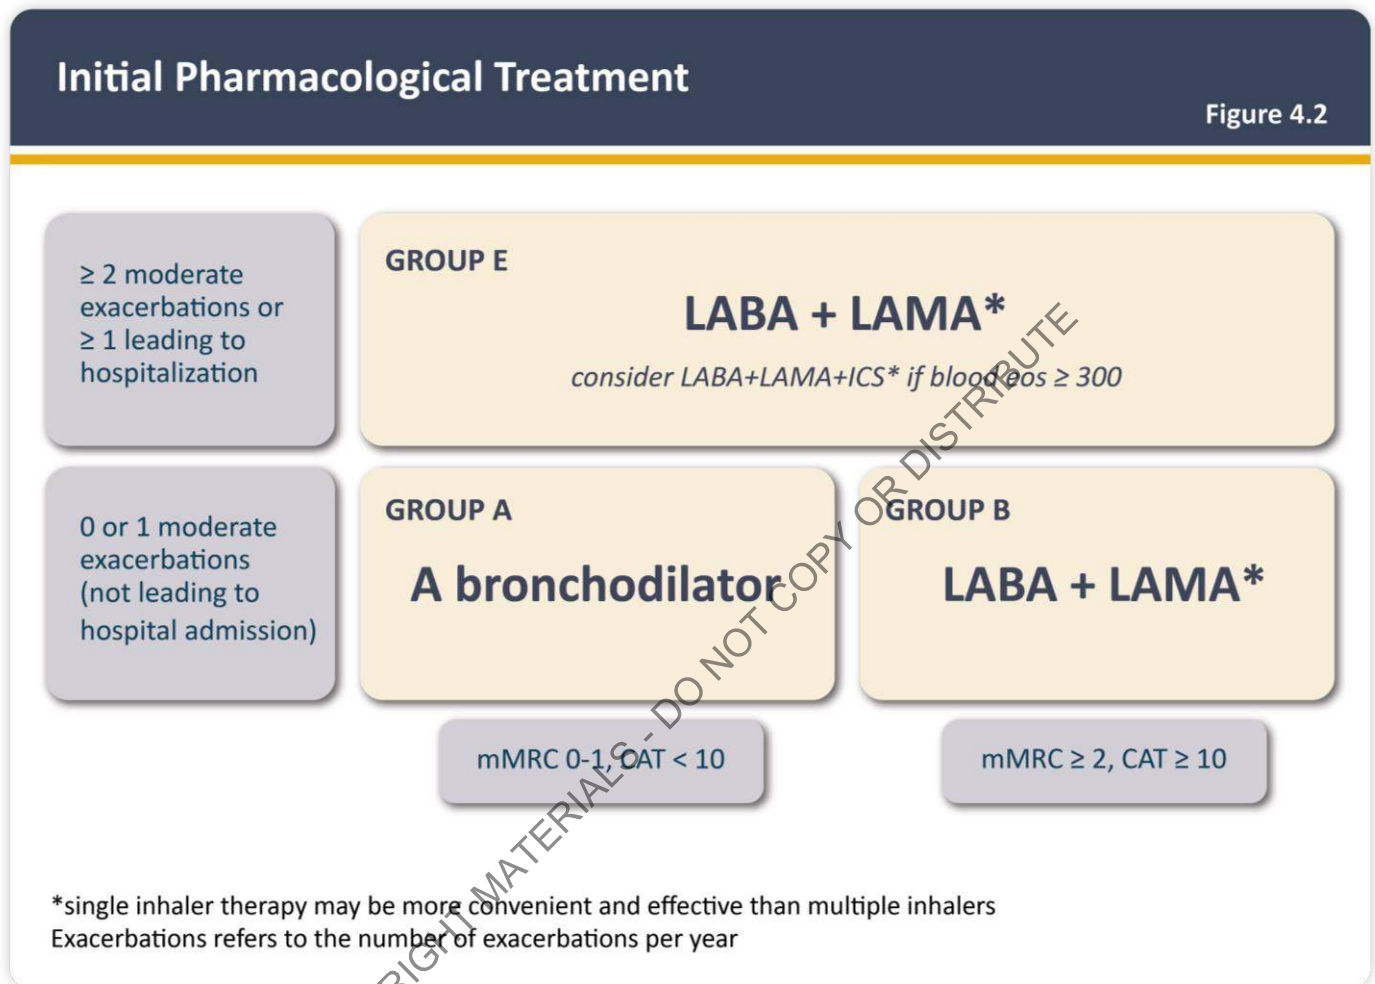 Initial Pharmacological Treatment
Figure 4.2
≥ 2 moderate
exacerbations or
≥ 1 leading to
hospitalization
GROUP E
LABA + LAMA*
consider LABA+LAMA+ICS* if blood eos ≥ 300
0 or 1 moderate
exacerbations
(not leading to
hospital admission)
GROUP A
A bronchodilator
GROUP B
LABA + LAMA*
mMRC 0-1, CAT < 10
mMRC ≥ 2, CAT ≥ 10
*single inhaler therapy may be more convenient and effective than multiple inhalers
Exacerbations refers to the number of exacerbations per year
RIGHT MATERIALS - DO NOT COPY OR DISTRIBUTE